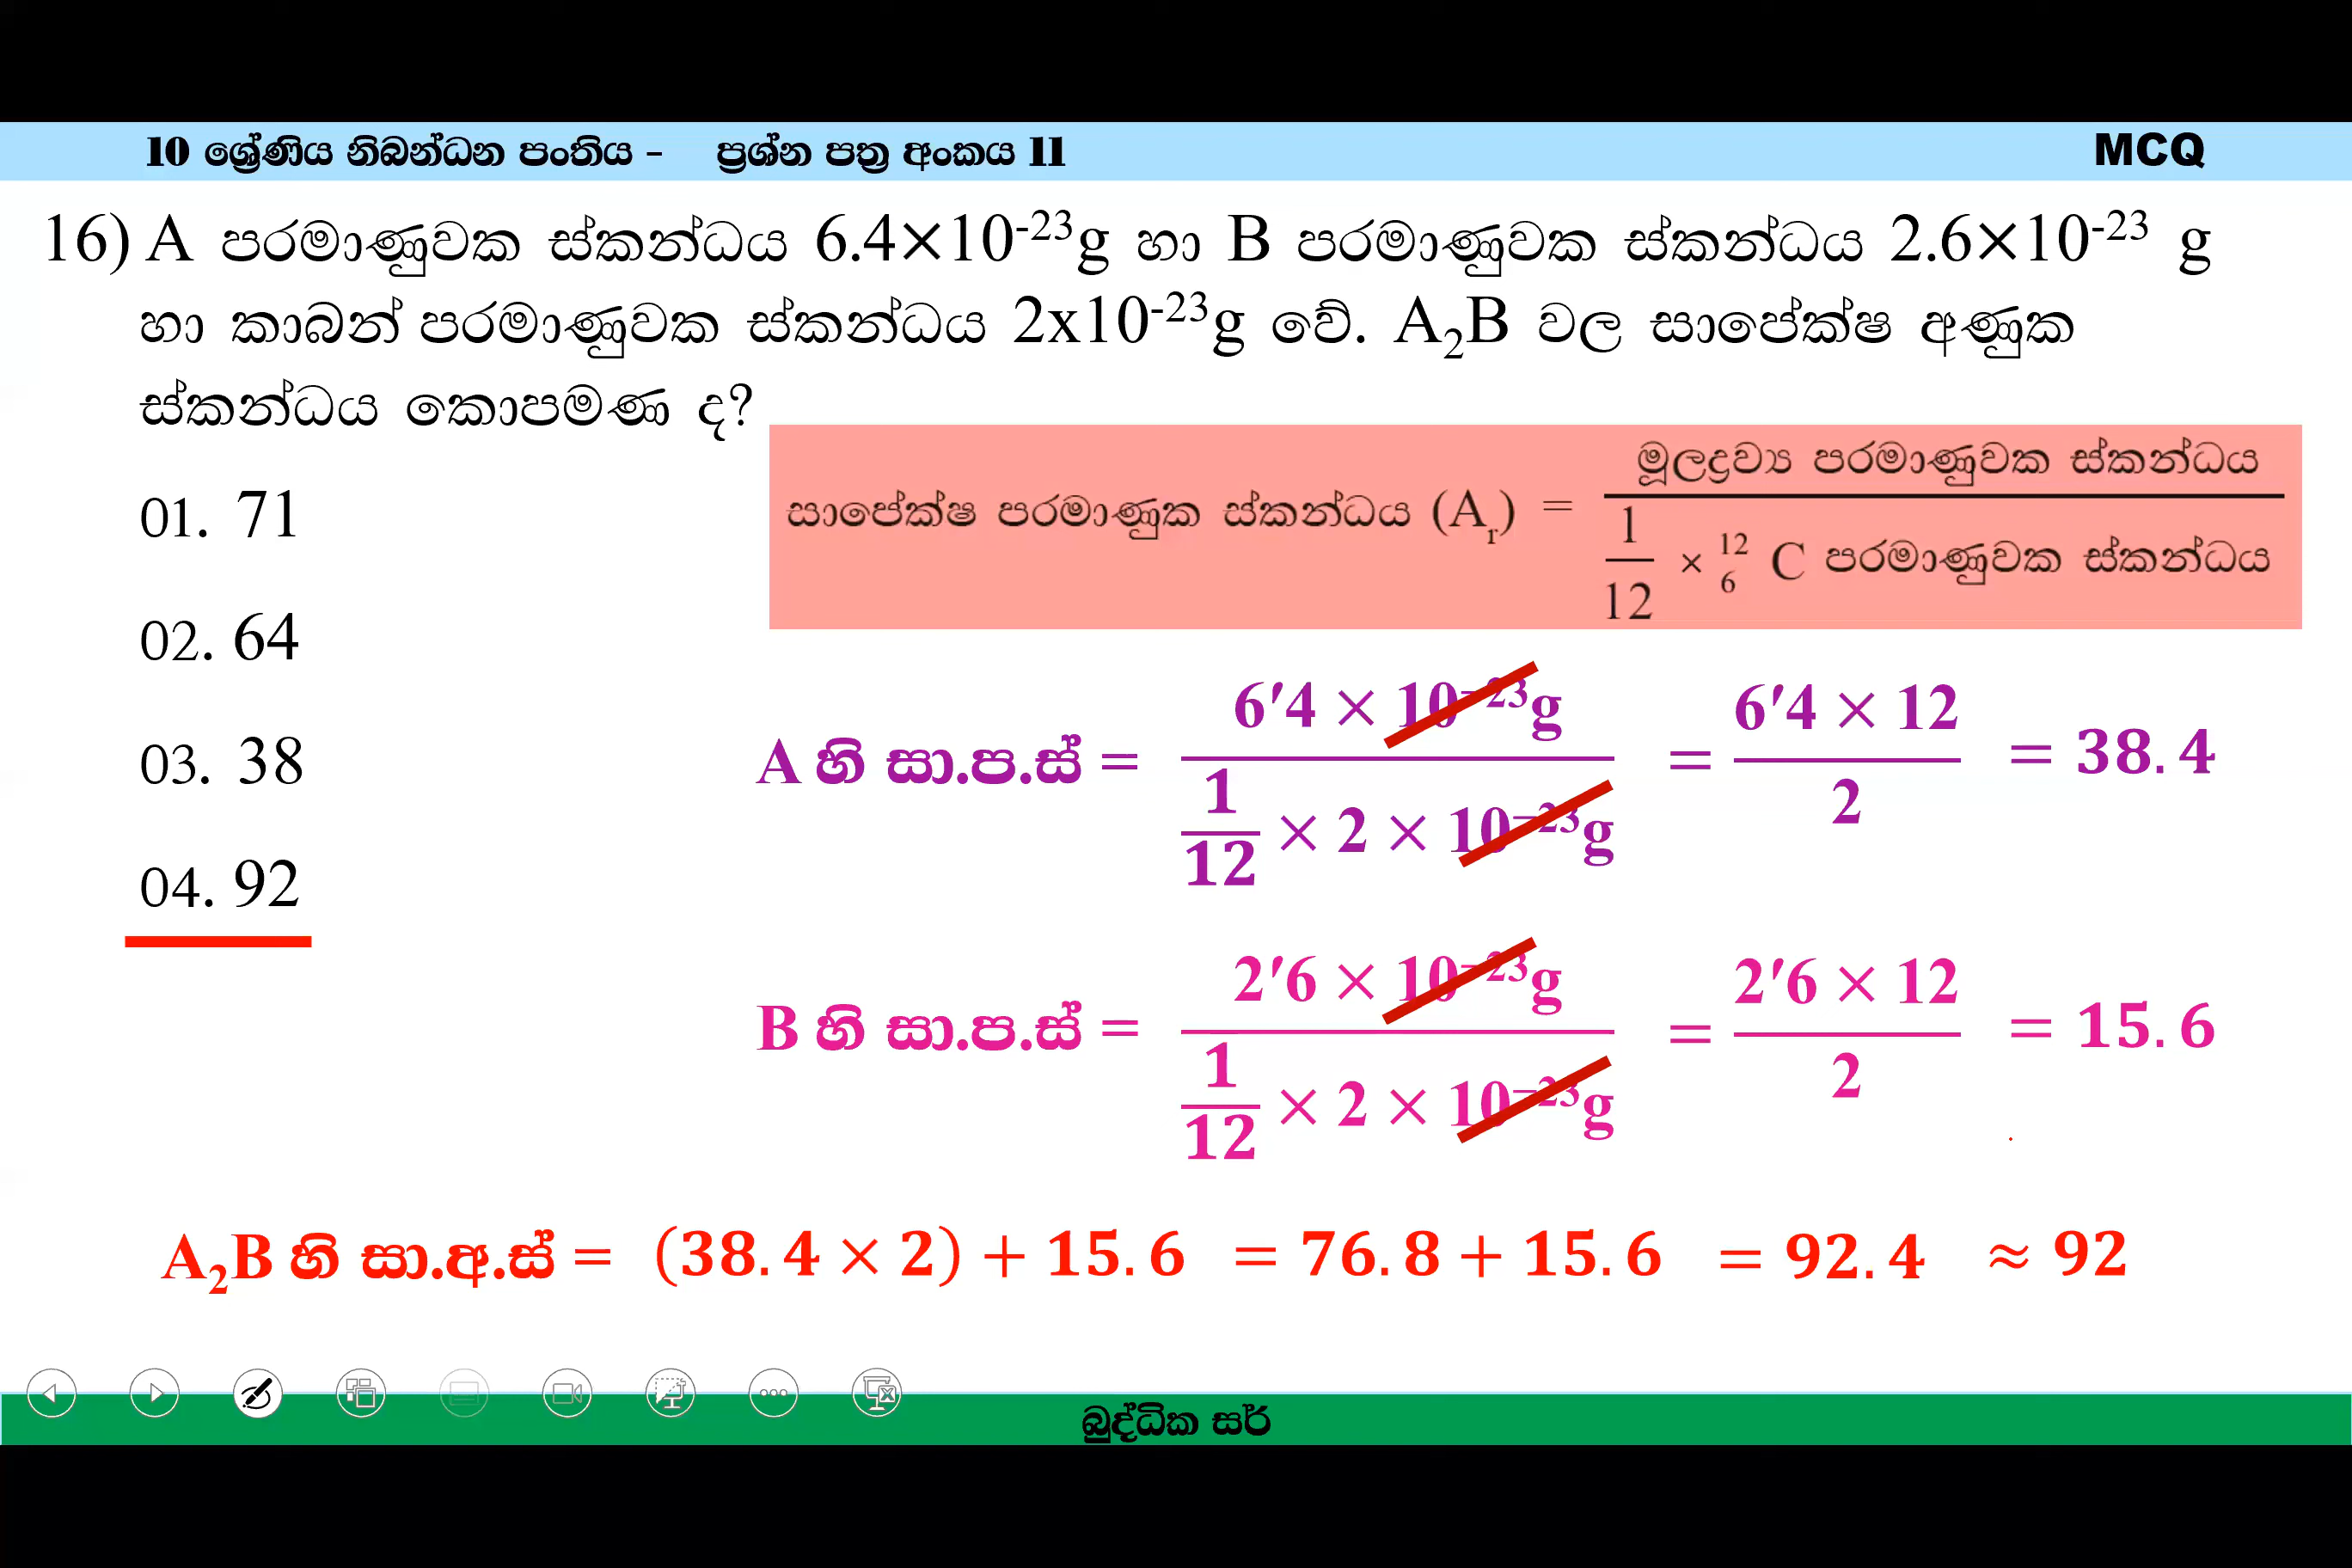 10 ශ්‍රේණිය නිබන්ධන පංතිය - ප්‍රශ්න පත්‍ර අංකය 11 MCQ
16) A පරමාණුවක ස්කන්ධය 6.4×10⁻²³g හා B පරමාණුවක ස්කන්ධය 2.6×10⁻²³ g
හා කාබන් පරමාණුවක ස්කන්ධය 2x10⁻²³g වේ. A₂B වල සාපේක්ෂ අණුක
ස්කන්ධය කොපමණ ද?
01. 71
02. 64
03. 38
04. 92
සාපේක්ෂ පරමාණුක ස්කන්ධය (Aᵣ) =
මූලද්‍රව්‍ය පරමාණුවක ස්කන්ධය
1/12 × ¹²₆ C පරමාණුවක ස්කන්ධය
A හි සා.ප.ස් = 6′4 × 10⁻²³g / (1/12 × 2 × 10⁻²³g) = 6′4 × 12 / 2 = 38.4
B හි සා.ප.ස් = 2′6 × 10⁻²³g / (1/12 × 2 × 10⁻²³g) = 2′6 × 12 / 2 = 15.6
A₂B හි සා.අ.ස් = (38.4 × 2) + 15.6 = 76.8 + 15.6 = 92.4 ≈ 92
බුද්ධික සර්